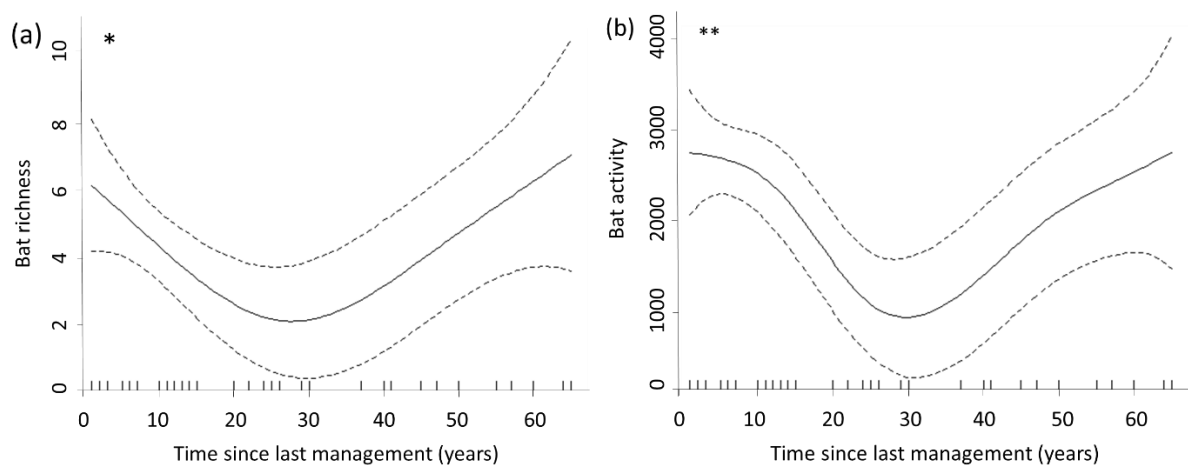 (a)
*
Bat richness
10
8
6
4
2
0
0 10 20 30 40 50 60
Time since last management (years)
(b)
**
Bat activity
4000
3000
2000
1000
0
0 10 20 30 40 50 60
Time since last management (years)